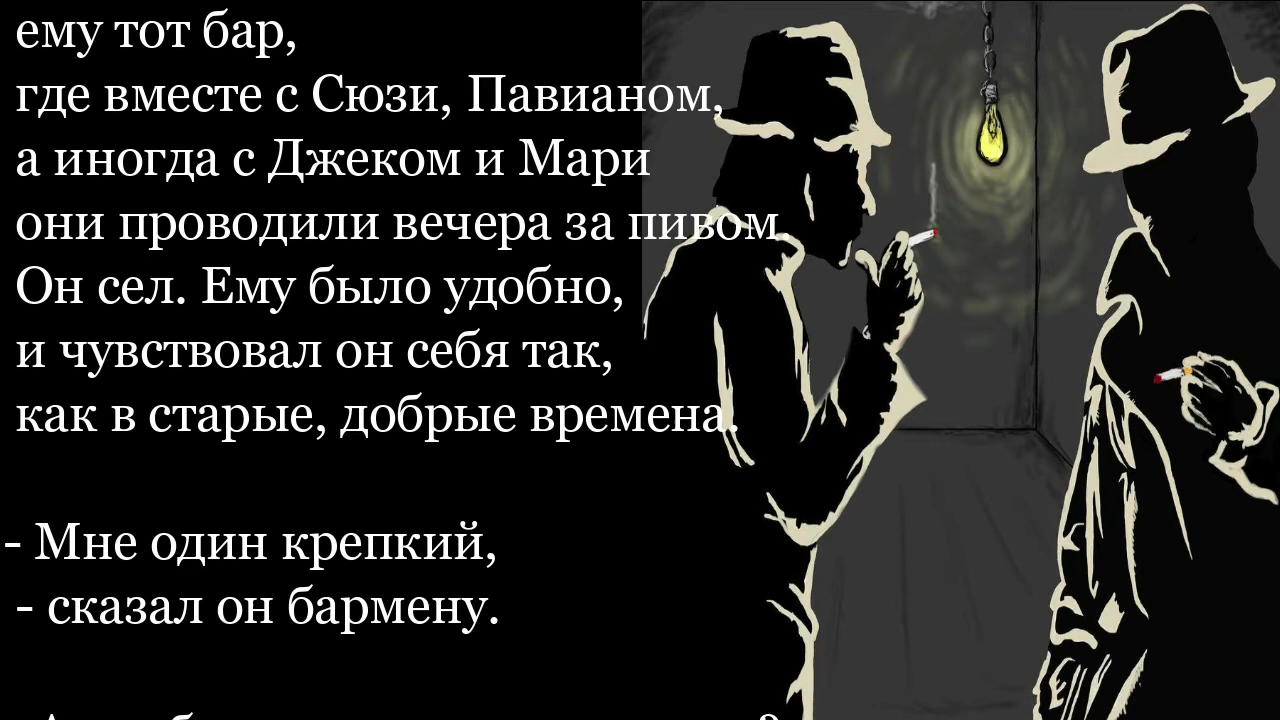 ему тот бар,
где вместе с Сюзи, Павианом,
а иногда с Джеком и Мари
они проводили вечера за пивом.
Он сел. Ему было удобно,
и чувствовал он себя так,
как в старые, добрые времена.
- Мне один крепкий,
- сказал он бармену.